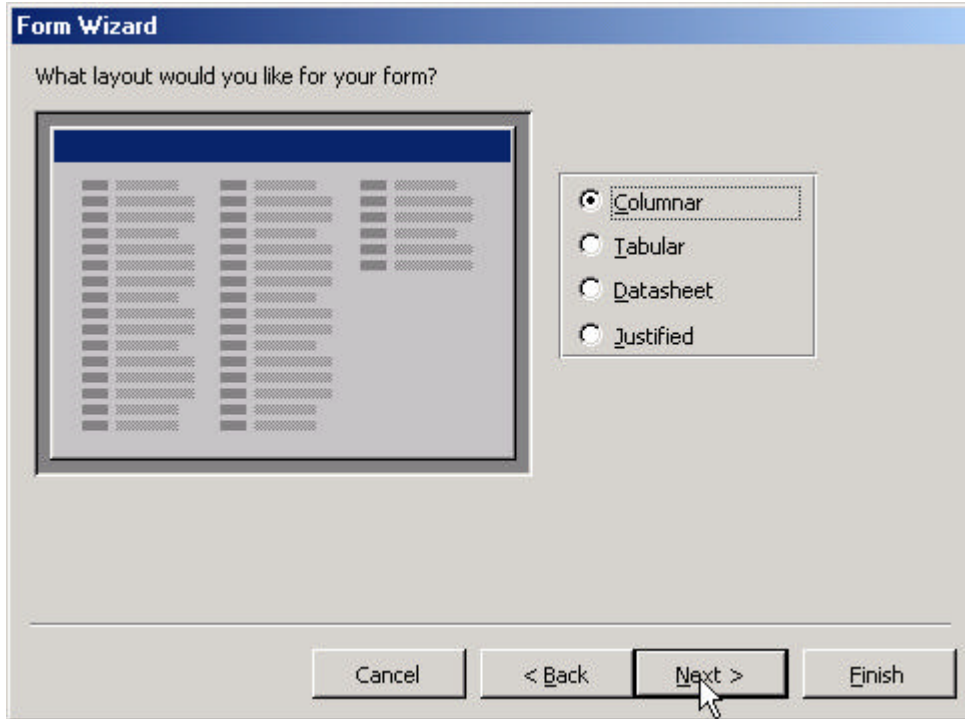 Form Wizard
What layout would you like for your form?
Columnar
Tabular
Datasheet
Justified
Cancel
< Back
Next >
Finish